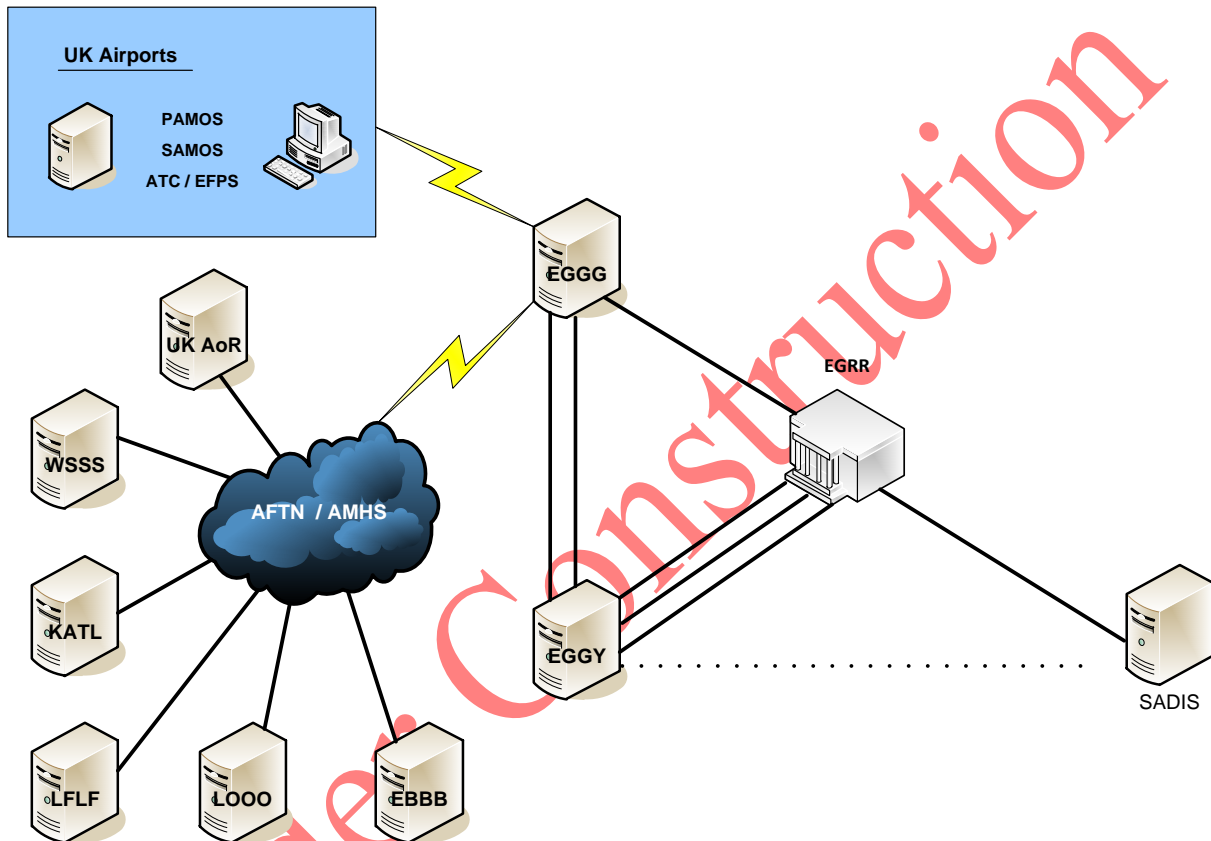 UK Airports
PAMOS
SAMOS
ATC / EFPS
EGGG
UK AoR
EGRR
WSSS
AFTN / AMHS
KATL
EGGY
SADIS
LFLF
LOOO
EBBB
der Construction